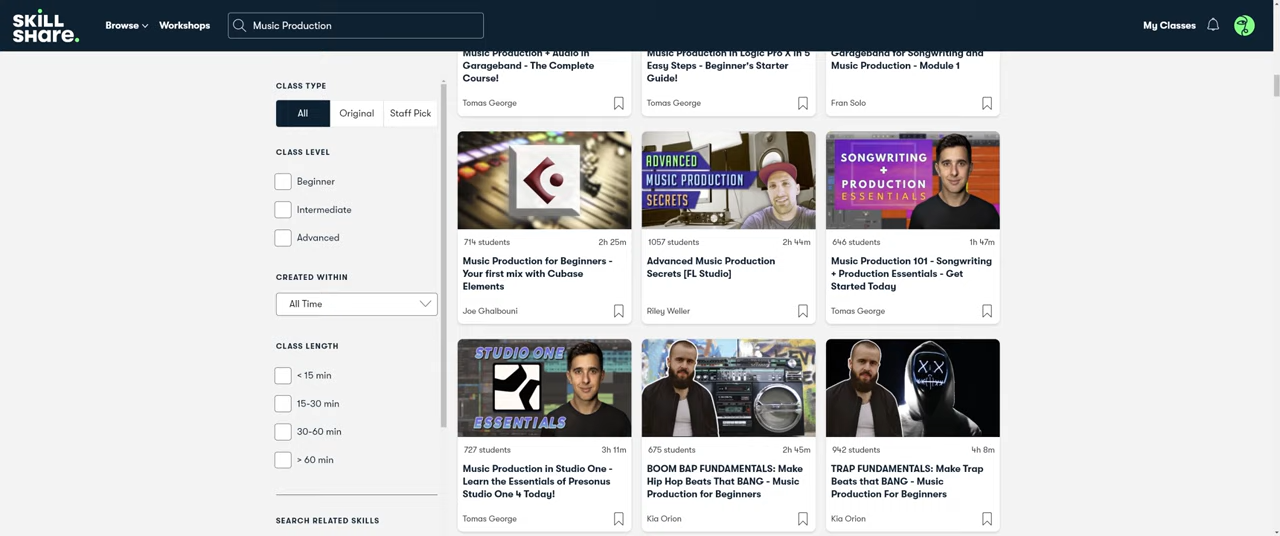 SKILL
SHare.
Browse
Workshops
Music Production
My Classes
CLASS TYPE
All
Original
Staff Pick
CLASS LEVEL
Beginner
Intermediate
Advanced
CREATED WITHIN
All Time
CLASS LENGTH
< 15 min
15-30 min
30-60 min
> 60 min
SEARCH RELATED SKILLS
Music Production + Audio in
Garageband - The Complete
Course!
Tomas George
Music Production in Logic Pro X in 5
Easy Steps - Beginner's Starter
Guide!
Tomas George
Garageband for Songwriting and
Music Production - Module 1
Fran Solo
714 students
2h 25m
Music Production for Beginners -
Your first mix with Cubase
Elements
Joe Ghalbouni
ADVANCED
MUSIC PRODUCTION
SECRETS
1057 students
2h 44m
Advanced Music Production
Secrets [FL Studio]
Riley Weller
SONGWRITING
+
PRODUCTION
ESSENTIALS
646 students
1h 47m
Music Production 101 - Songwriting
+ Production Essentials - Get
Started Today
Tomas George
STUDIO ONE
ESSENTIALS
727 students
3h 11m
Music Production in Studio One -
Learn the Essentials of Presonus
Studio One 4 Today!
Tomas George
675 students
2h 45m
BOOM BAP FUNDAMENTALS: Make
Hip Hop Beats That BANG - Music
Production for Beginners
Kia Orion
942 students
4h 8m
TRAP FUNDAMENTALS: Make Trap
Beats that BANG - Music
Production For Beginners
Kia Orion